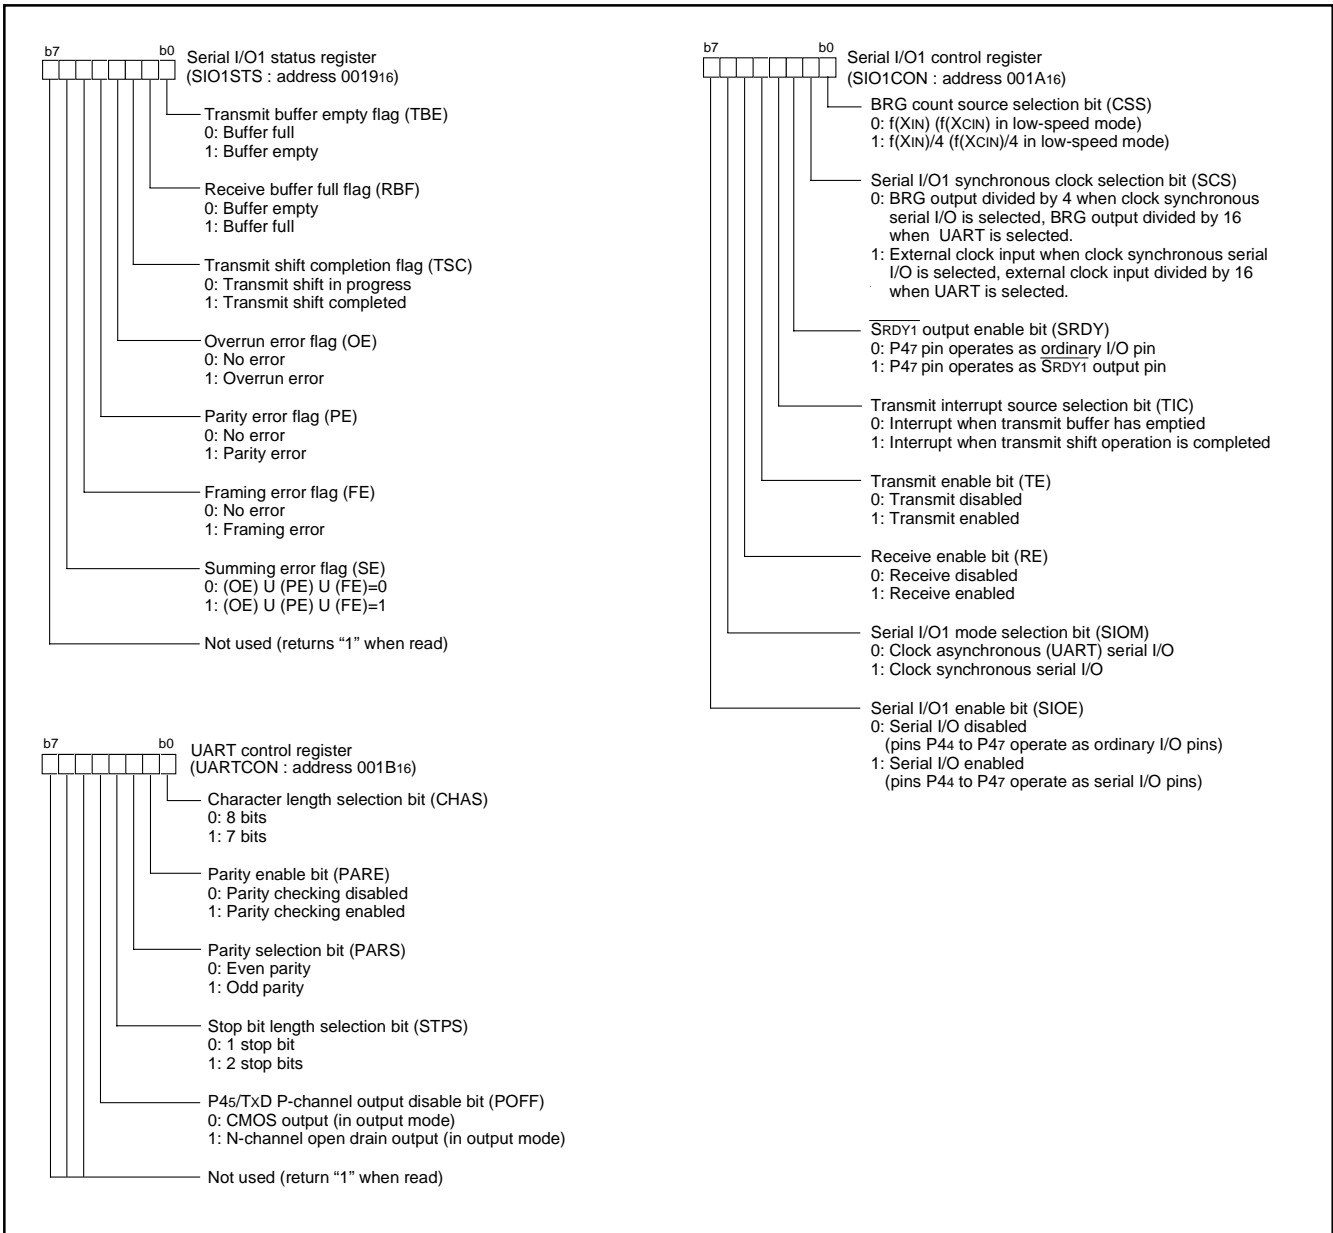 b7 b0 Serial I/O1 status register
(SIO1STS : address 001916)
Transmit buffer empty flag (TBE)
0: Buffer full
1: Buffer empty
Receive buffer full flag (RBF)
0: Buffer empty
1: Buffer full
Transmit shift completion flag (TSC)
0: Transmit shift in progress
1: Transmit shift completed
Overrun error flag (OE)
0: No error
1: Overrun error
Parity error flag (PE)
0: No error
1: Parity error
Framing error flag (FE)
0: No error
1: Framing error
Summing error flag (SE)
0: (OE) U (PE) U (FE)=0
1: (OE) U (PE) U (FE)=1
Not used (returns “1” when read)
b7 b0 UART control register
(UARTCON : address 001B16)
Character length selection bit (CHAS)
0: 8 bits
1: 7 bits
Parity enable bit (PARE)
0: Parity checking disabled
1: Parity checking enabled
Parity selection bit (PARS)
0: Even parity
1: Odd parity
Stop bit length selection bit (STPS)
0: 1 stop bit
1: 2 stop bits
P45/TXD P-channel output disable bit (POFF)
0: CMOS output (in output mode)
1: N-channel open drain output (in output mode)
Not used (return “1” when read)
b7 b0 Serial I/O1 control register
(SIO1CON : address 001A16)
BRG count source selection bit (CSS)
0: f(XIN) (f(XCIN) in low-speed mode)
1: f(XIN)/4 (f(XCIN)/4 in low-speed mode)
Serial I/O1 synchronous clock selection bit (SCS)
0: BRG output divided by 4 when clock synchronous
serial I/O is selected, BRG output divided by 16
when UART is selected.
1: External clock input when clock synchronous serial
I/O is selected, external clock input divided by 16
when UART is selected.
SRDY1 output enable bit (SRDY)
0: P47 pin operates as ordinary I/O pin
1: P47 pin operates as SRDY1 output pin
Transmit interrupt source selection bit (TIC)
0: Interrupt when transmit buffer has emptied
1: Interrupt when transmit shift operation is completed
Transmit enable bit (TE)
0: Transmit disabled
1: Transmit enabled
Receive enable bit (RE)
0: Receive disabled
1: Receive enabled
Serial I/O1 mode selection bit (SIOM)
0: Clock asynchronous (UART) serial I/O
1: Clock synchronous serial I/O
Serial I/O1 enable bit (SIOE)
0: Serial I/O disabled
(pins P44 to P47 operate as ordinary I/O pins)
1: Serial I/O enabled
(pins P44 to P47 operate as serial I/O pins)